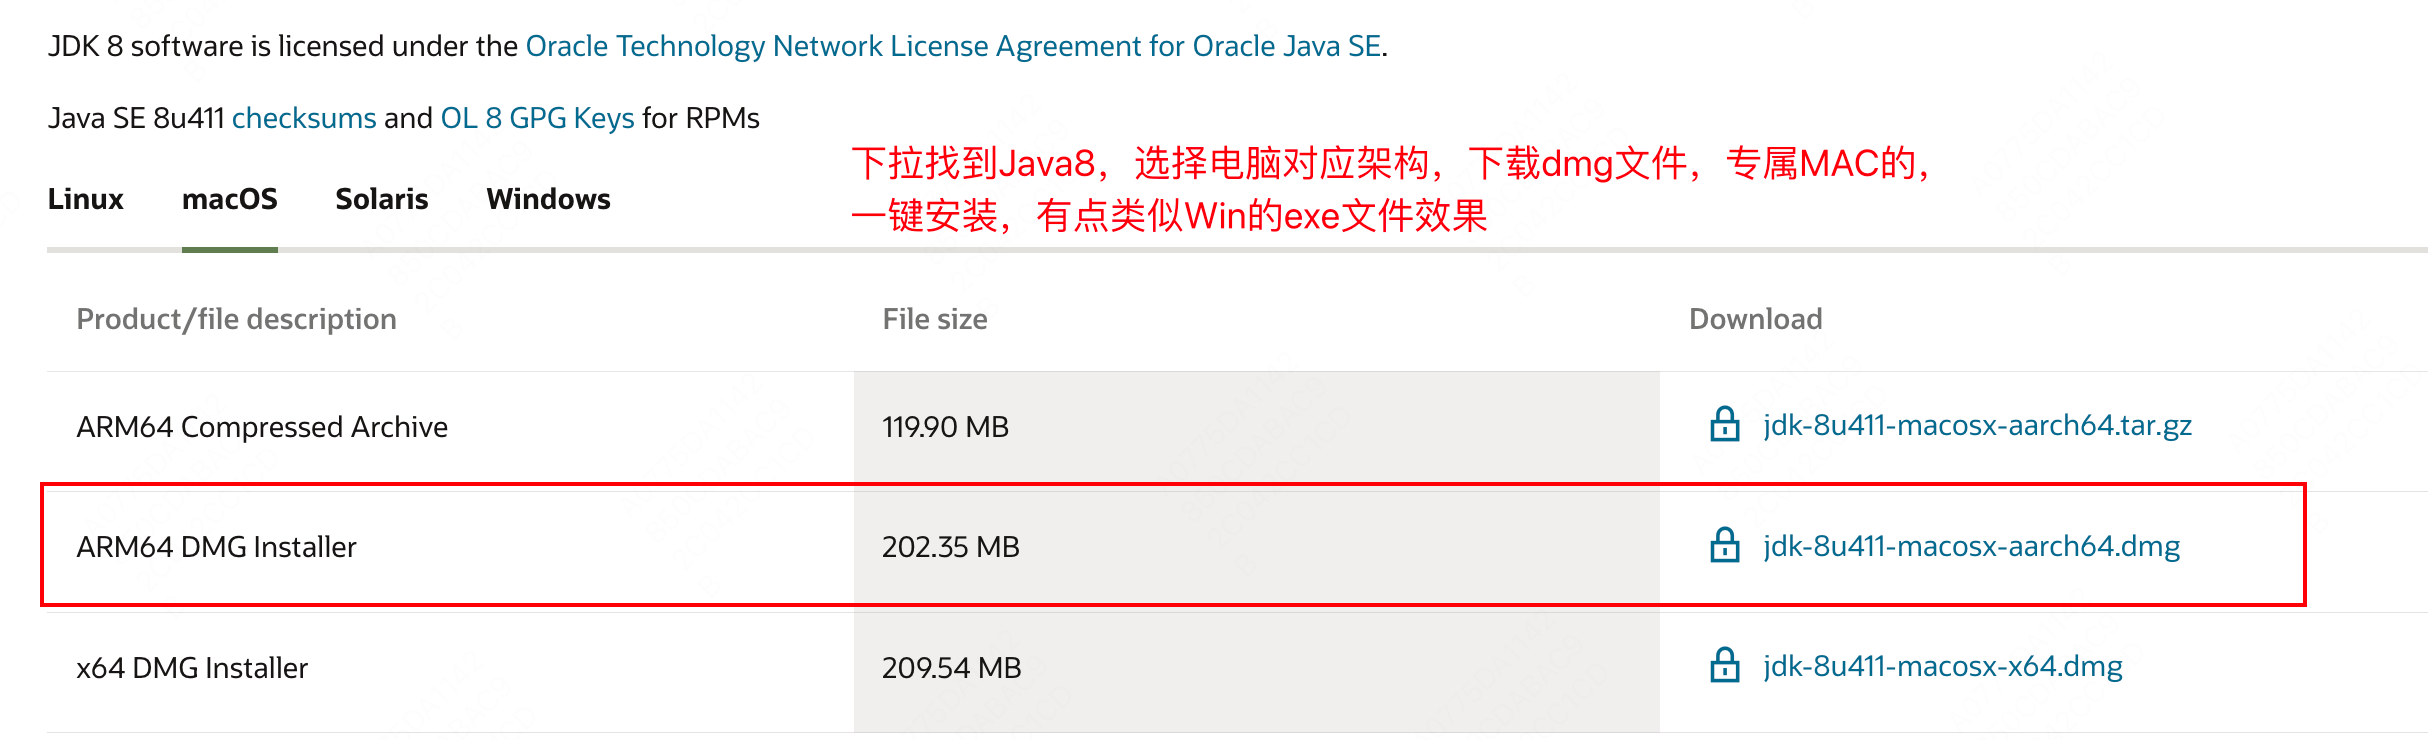 JDK 8 software is licensed under the Oracle Technology Network License Agreement for Oracle Java SE.
Java SE 8u411 checksums and OL 8 GPG Keys for RPMs
下拉找到Java8，选择电脑对应架构，下载dmg文件，专属MAC的，
一键安装，有点类似Win的exe文件效果
Linux macOS Solaris Windows
Product/file description File size Download
ARM64 Compressed Archive 119.90 MB jdk-8u411-macosx-aarch64.tar.gz
ARM64 DMG Installer 202.35 MB jdk-8u411-macosx-aarch64.dmg
x64 DMG Installer 209.54 MB jdk-8u411-macosx-x64.dmg